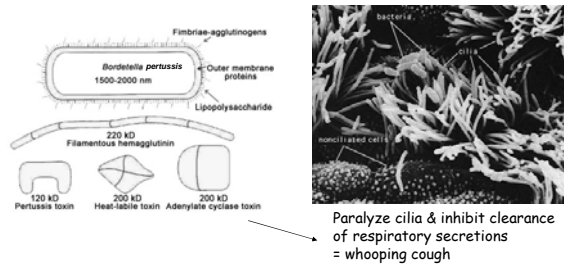 Fimbriae-agglutinogens
Bordetella pertussis
1500-2000 nm
Outer membrane
proteins
Lipopolysaccharide
220 kD
Filamentous hemagglutinin
120 kD
Pertussis toxin
200 kD
Heat-labile toxin
200 kD
Adenylate cyclase toxin
bacteria
cilia
nonciliated cells
Paralyze cilia & inhibit clearance
of respiratory secretions
= whooping cough